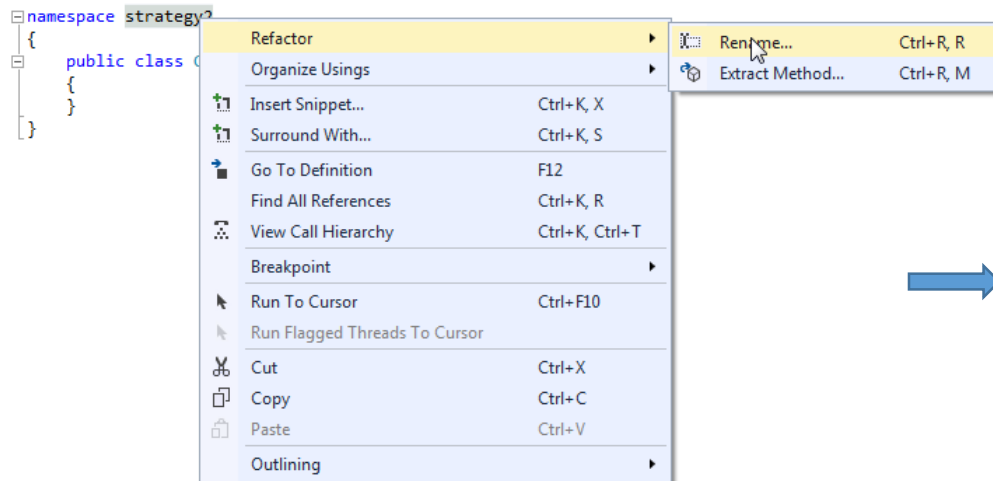 namespace strategy2
{
public class C
{
}
}
Refactor
Organize Usings
Insert Snippet... Ctrl+K, X
Surround With... Ctrl+K, S
Go To Definition F12
Find All References Ctrl+K, R
View Call Hierarchy Ctrl+K, Ctrl+T
Breakpoint
Run To Cursor Ctrl+F10
Run Flagged Threads To Cursor
Cut Ctrl+X
Copy Ctrl+C
Paste Ctrl+V
Outlining
Rename... Ctrl+R, R
Extract Method... Ctrl+R, M